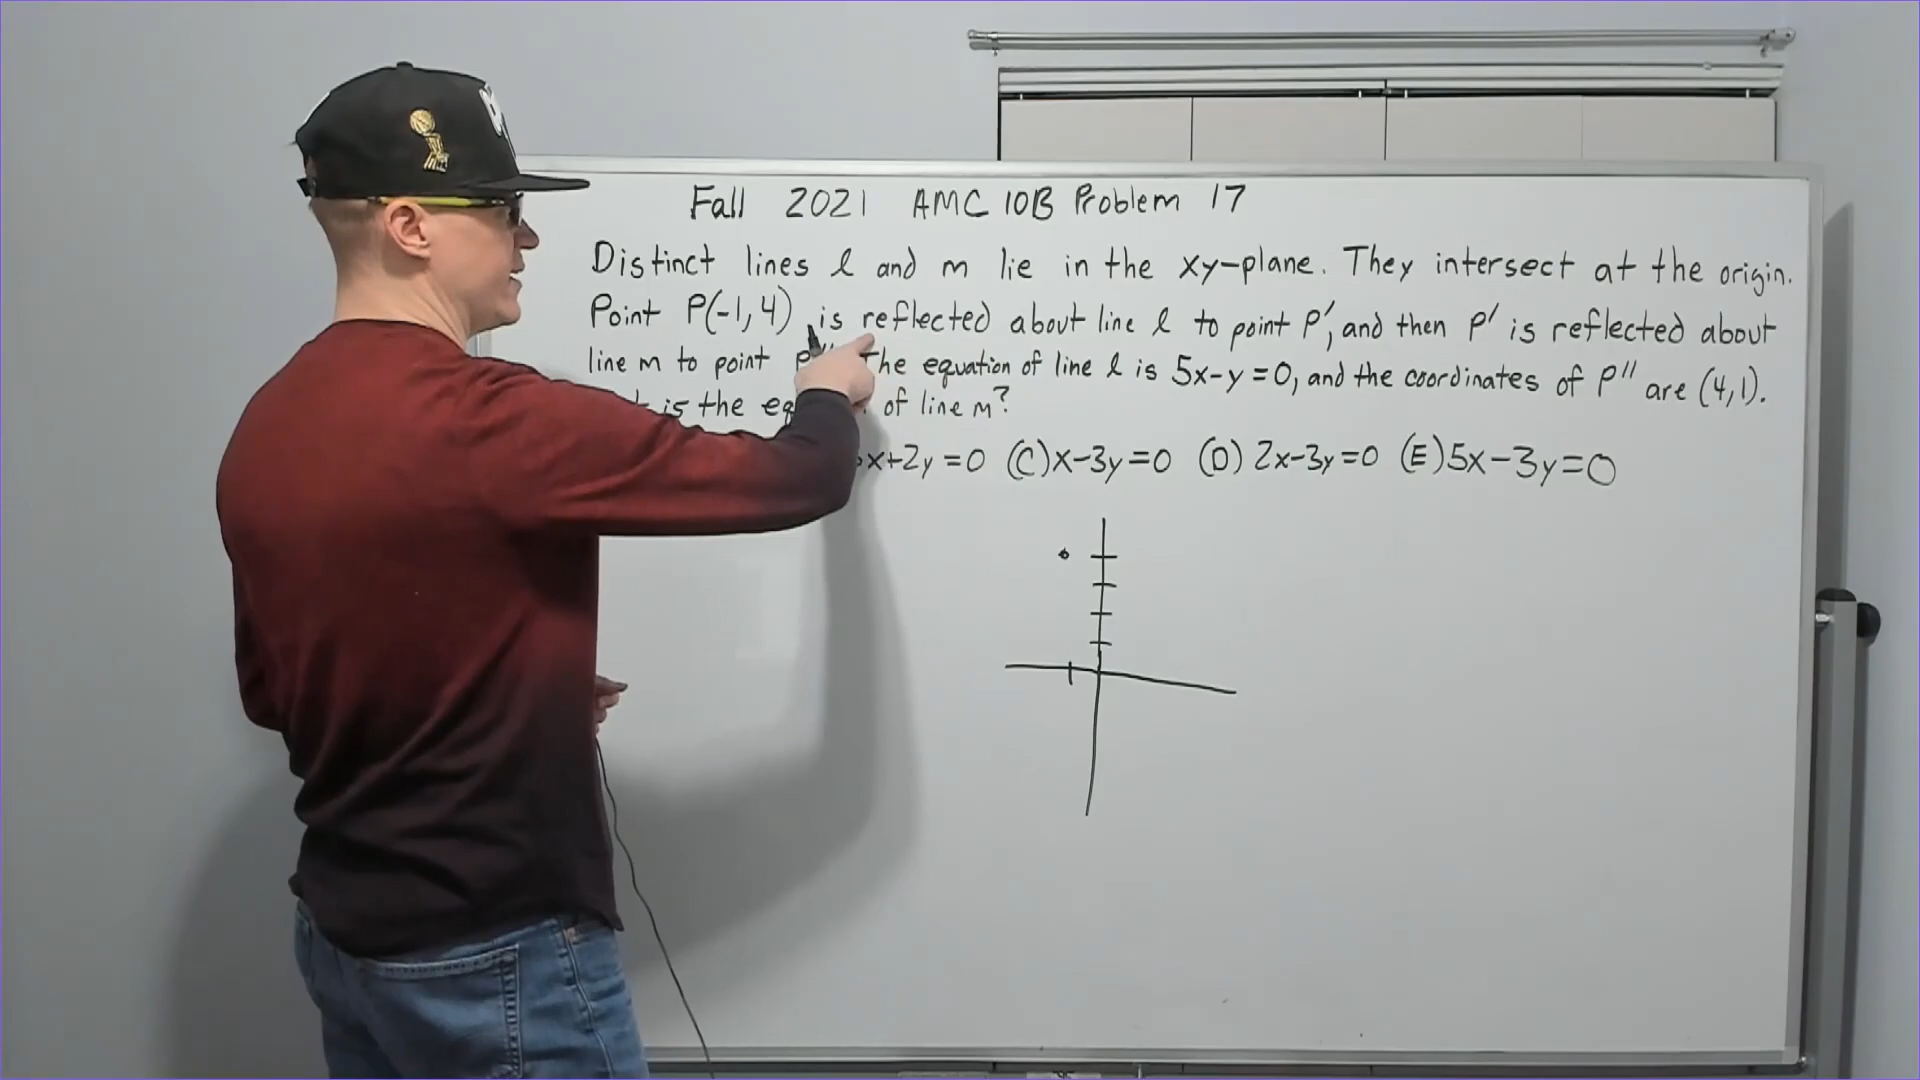 Fall 2021 AMC 10B Problem 17
Distinct lines l and m lie in the xy-plane. They intersect at the origin.
Point P(-1,4) is reflected about line l to point P', and then P' is reflected about
line m to point The equation of line l is 5x-y=0, and the coordinates of P'' are (4,1).
is the of line m?
x+2y=0 (C) x-3y=0 (D) 2x-3y=0 (E) 5x-3y=0